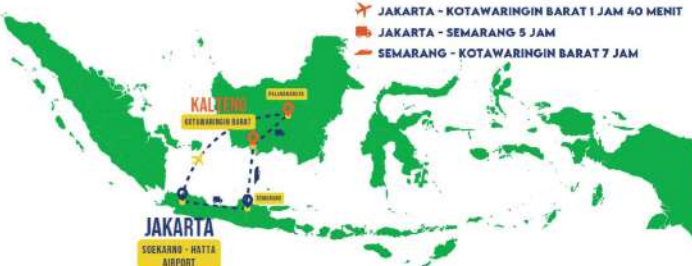 JAKARTA - KOTAWARINGIN BARAT 1 JAM 40 MENIT
JAKARTA - SEMARANG 5 JAM
SEMARANG - KOTAWARINGIN BARAT 7 JAM
PALANGKARAYA
KALTENG
KOTAWARINGIN BARAT
SEMARANG
JAKARTA
SOEKARNO - HATTA
AIRPORT